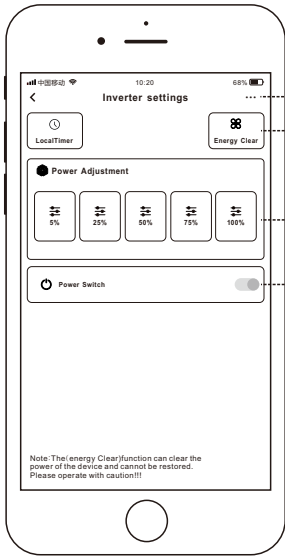 中国移动 10:20 68%
Inverter settings ...
LocalTimer Energy Clear
Power Adjustment
5% 25% 50% 75% 100%
Power Switch
Note:The(energy Clear)function can clear the
power of the device and cannot be restored.
Please operate with caution!!!